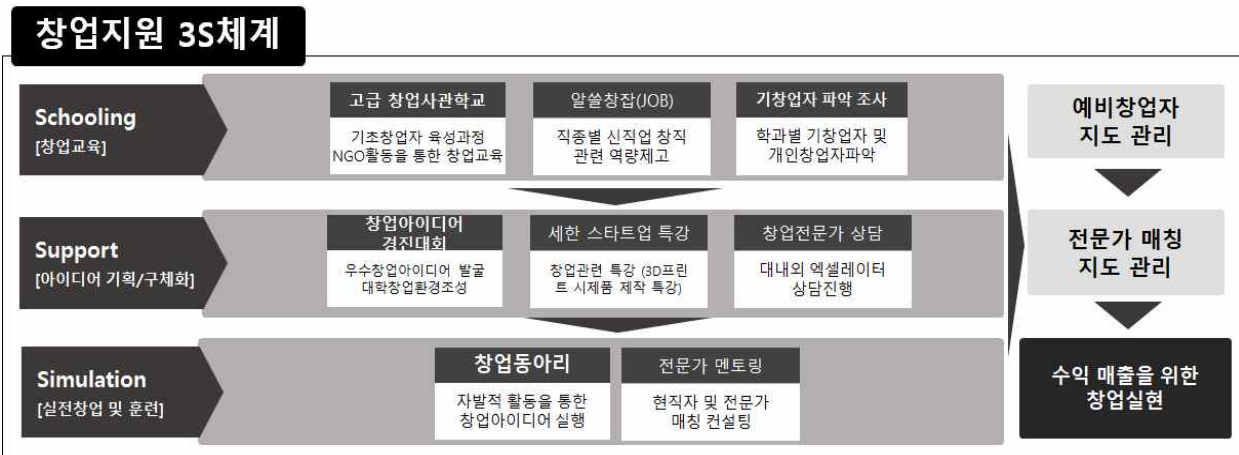 창업지원 3S체계
Schooling
[창업교육]
고급 창업사관학교
기초창업자 육성과정
NGO활동을 통한 창업교육
알쓸창잡(JOB)
직종별 신직업 창직
관련 역량제고
기창업자 파악 조사
학과별 기창업자 및
개인창업자파악
Support
[아이디어 기획/구체화]
창업아이디어
경진대회
우수창업아이디어 발굴
대학창업환경조성
세한 스타트업 특강
창업관련 특강 (3D프린
트 시제품 제작 특강)
창업전문가 상담
대내외 엑셀레이터
상담진행
Simulation
[실전창업 및 훈련]
창업동아리
자발적 활동을 통한
창업아이디어 실행
전문가 멘토링
현직자 및 전문가
매칭 컨설팅
예비창업자
지도 관리
전문가 매칭
지도 관리
수익 매출을 위한
창업실현